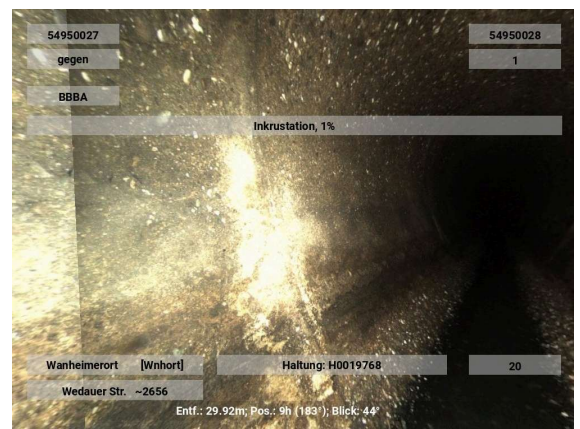 54950027 54950028
gegen 1
BBBA
Inkrustation, 1%
Wanheimerort [Wnhort] Haltung: H0019768 20
Wedauer Str. ~2656
Entf.: 29.92m; Pos.: 9h (183°); Blick: 44°